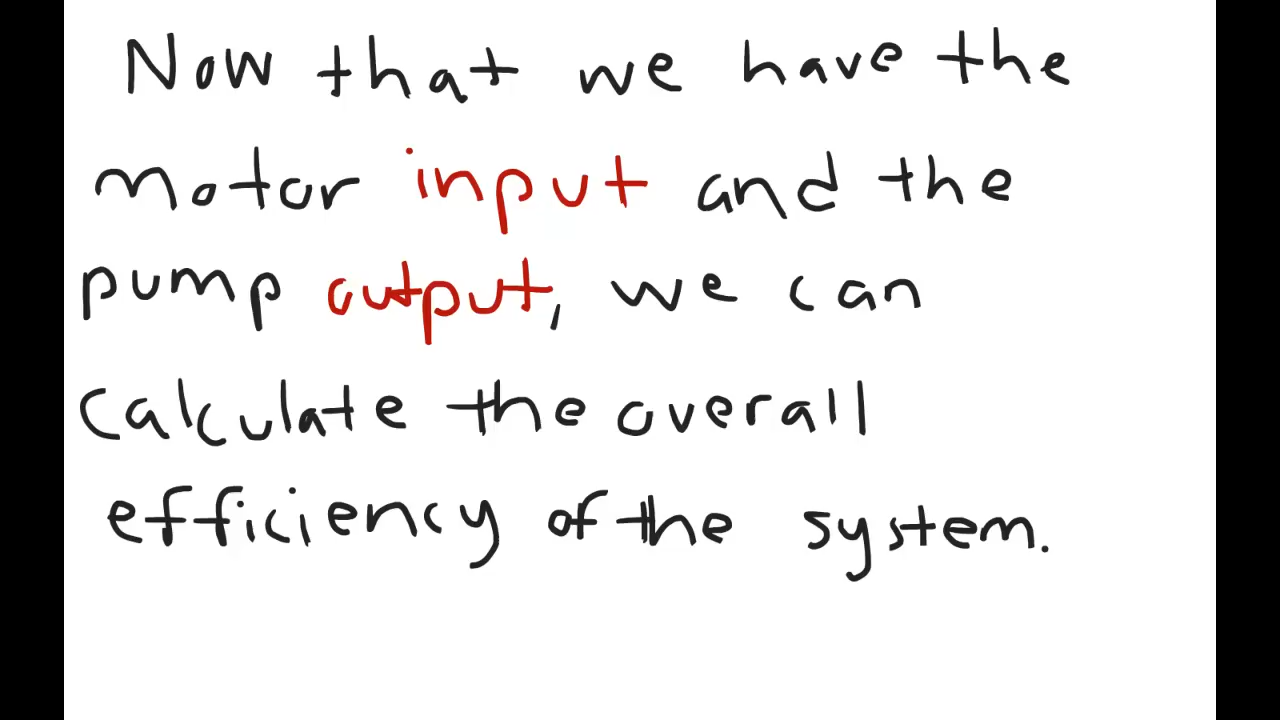 Now that we have the
motor input and the
pump output, we can
calculate the overall
efficiency of the system.